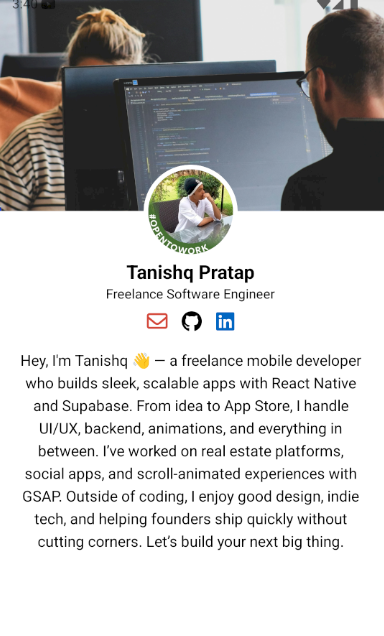 3:40
#OPENTOWORK
Tanishq Pratap
Freelance Software Engineer
Hey, I'm Tanishq 👋 — a freelance mobile developer
who builds sleek, scalable apps with React Native
and Supabase. From idea to App Store, I handle
UI/UX, backend, animations, and everything in
between. I've worked on real estate platforms,
social apps, and scroll-animated experiences with
GSAP. Outside of coding, I enjoy good design, indie
tech, and helping founders ship quickly without
cutting corners. Let's build your next big thing.